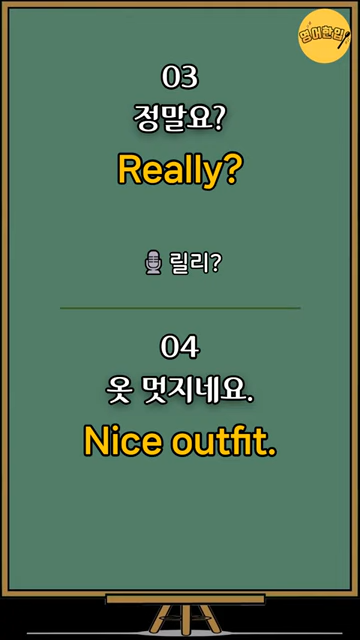 영어한입
03
정말요?
Really?
릴리?
04
옷 멋지네요.
Nice outfit.